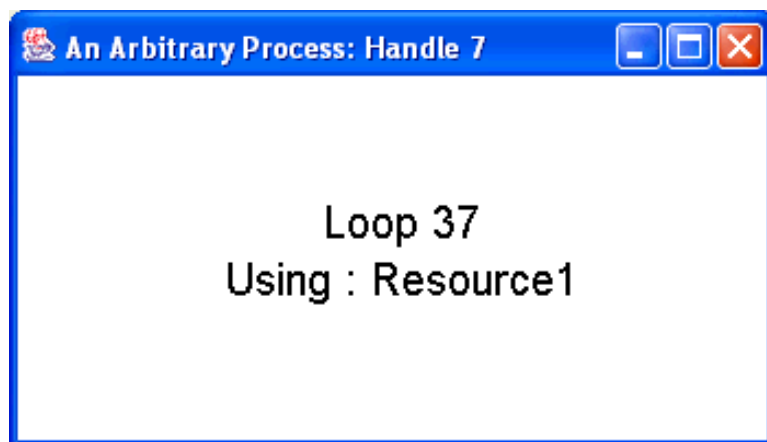 An Arbitrary Process: Handle 7
Loop 37
Using : Resource1